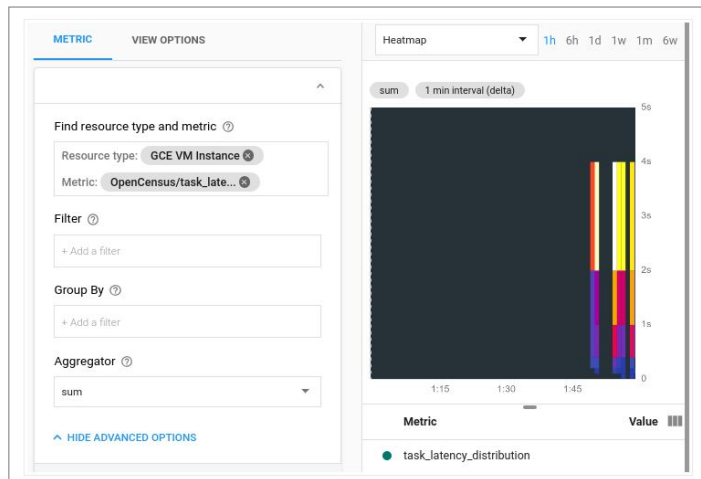 METRIC
VIEW OPTIONS
Find resource type and metric
Resource type: GCE VM Instance
Metric: OpenCensus/task_late...
Filter
+ Add a filter
Group By
+ Add a filter
Aggregator
sum
HIDE ADVANCED OPTIONS
Heatmap
1h 6h 1d 1w 1m 6w
sum 1 min interval (delta)
5s
4s
3s
2s
1s
0
1:15 1:30 1:45
Metric Value
task_latency_distribution